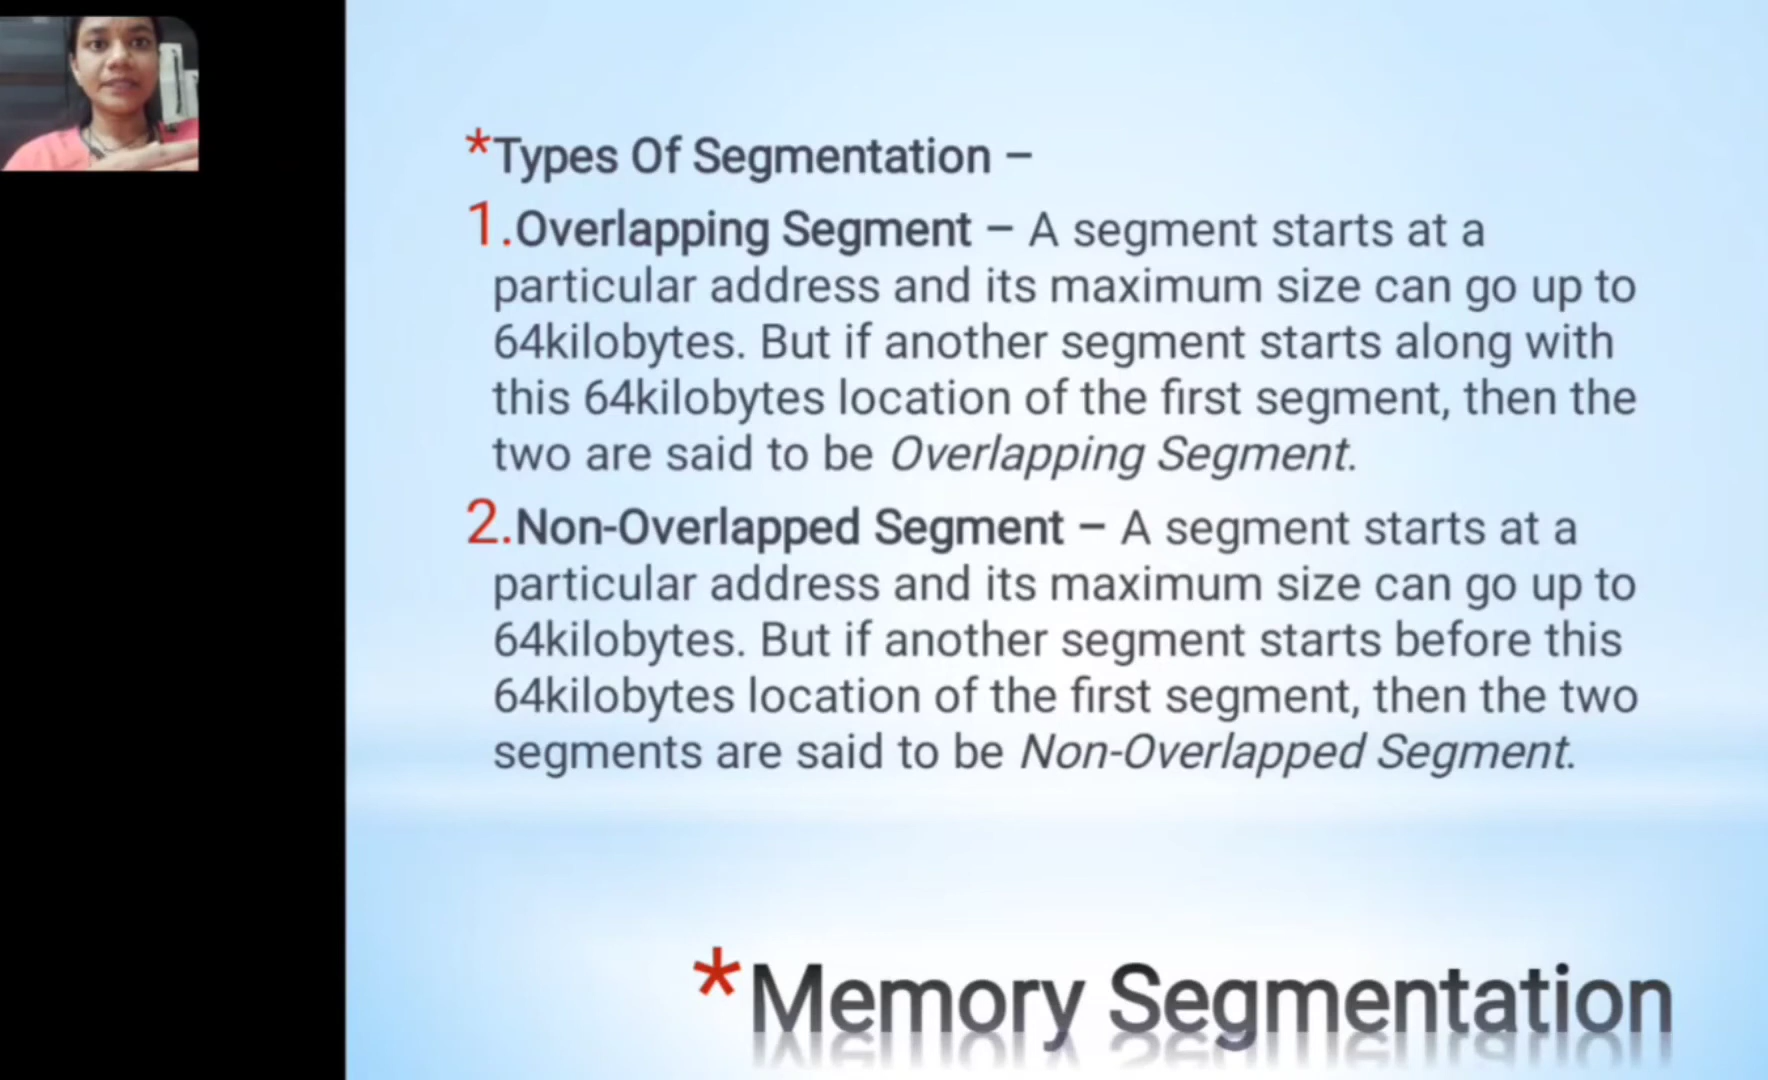 *Types Of Segmentation –
1.Overlapping Segment – A segment starts at a
particular address and its maximum size can go up to
64kilobytes. But if another segment starts along with
this 64kilobytes location of the first segment, then the
two are said to be Overlapping Segment.
2.Non-Overlapped Segment – A segment starts at a
particular address and its maximum size can go up to
64kilobytes. But if another segment starts before this
64kilobytes location of the first segment, then the two
segments are said to be Non-Overlapped Segment.
*Memory Segmentation